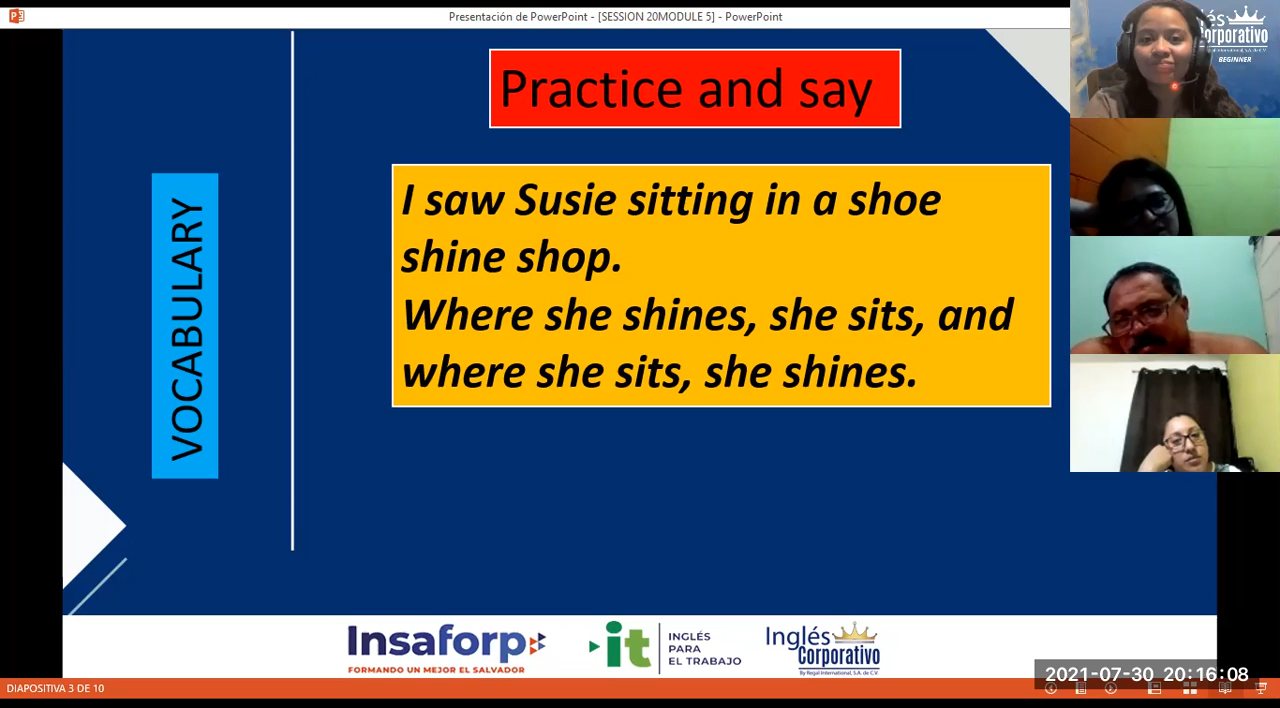 Presentación de PowerPoint - [SESSION 20MODULE 5] - PowerPoint
Practice and say
VOCABULARY
I saw Susie sitting in a shoe
shine shop.
Where she shines, she sits, and
where she sits, she shines.
Corporativo
BEGINNER
Insaforp
FORMANDO UN MEJOR EL SALVADOR
it
INGLÉS
PARA
EL TRABAJO
Inglés
Corporativo
By Regal International, S.A. de C.V.
2021-07-30 20:16:08
DIAPOSITIVA 3 DE 10